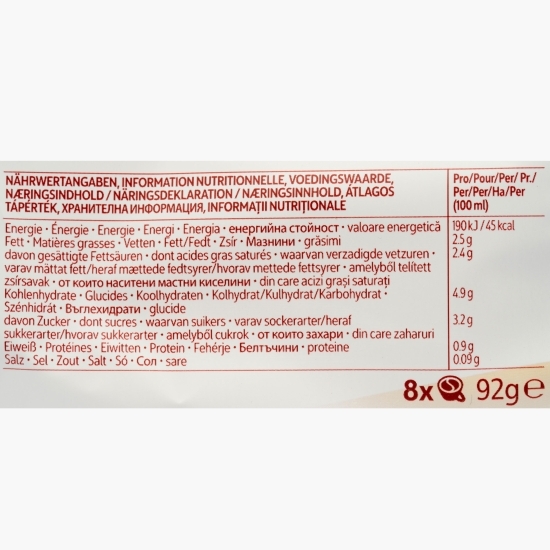 NÄHRWERTANGABEN, INFORMATION NUTRITIONNELLE, VOEDINGSWAARDE,
NÆRINGSINDHOLD / NÄRINGSDEKLARATION / NÆRINGSINNHOLD, ÁTLAGOS
TÁPÉRTÉK, ХРАНИТЕЛНА ИНФОРМАЦИЯ, INFORMAȚII NUTRIȚIONALE
Pro/Pour/Per/ Pr./
Per/Per/Ha/Per
(100 ml)
Energie · Énergie · Energie · Energi · Energia · енергийна стойност · valoare energetică 190 kJ / 45 kcal
Fett · Matières grasses · Vetten · Fett/Fedt · Zsír · Мазнини · grăsimi 2.5 g
davon gesättigte Fettsäuren · dont acides gras saturés · waarvan verzadigde vetzuren · 2.4 g
varav mättat fett/heraf mættede fedtsyrer/hvorav mettede fettsyrer · amelyből telített
zsírsavak · от които наситени мастни киселини · din care acizi grași saturați
Kohlenhydrate · Glucides · Koolhydraten · Kolhydrat/Kulhydrat/Karbohydrat · 4.9 g
Szénhidrát · Въглехидрати · glucide
davon Zucker · dont sucres · waarvan suikers · varav sockerarter/heraf 3.2 g
sukkerarter/hvorav sukkerarter · amelyből cukrok · от които захари · din care zaharuri
Eiweiß · Protéines · Eiwitten · Protein · Fehérje · Белтъчини · proteine 0.9 g
Salz · Sel · Zout · Salt · Só · Сол · sare 0.09 g
8x 92g e